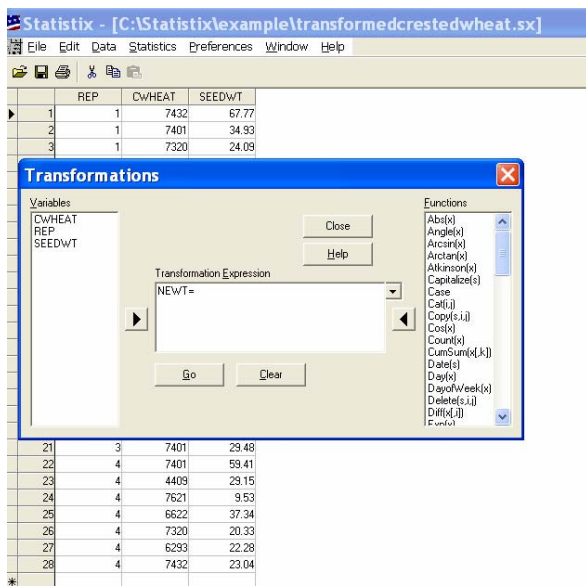 Statistix - [C:\Statistix\example\transformedcrestedwheat.sx]
File Edit Data Statistics Preferences Window Help
REP CWHEAT SEEDWT
1 1 7432 67.77
2 1 7401 34.93
3 1 7320 24.09
Transformations
Variables
CWHEAT
REP
SEEDWT
Close
Help
Transformation Expression
NEWT=
Go Clear
Functions
Abs(x)
Angle(x)
Arcsin(x)
Arctan(x)
Atkinson(x)
Capitalize(s)
Case
Cat(i,j)
Copy(s,i,j)
Cos(x)
Count(x)
CumSum(x[,k])
Date(s)
Day(x)
DayofWeek(x)
Delete(s,i,j)
Diff(x[,i])
Exp(x)
21 3 7401 29.48
22 4 7401 59.41
23 4 4409 29.15
24 4 7621 9.53
25 4 6622 37.34
26 4 7320 20.33
27 4 6293 22.28
28 4 7432 23.04
*